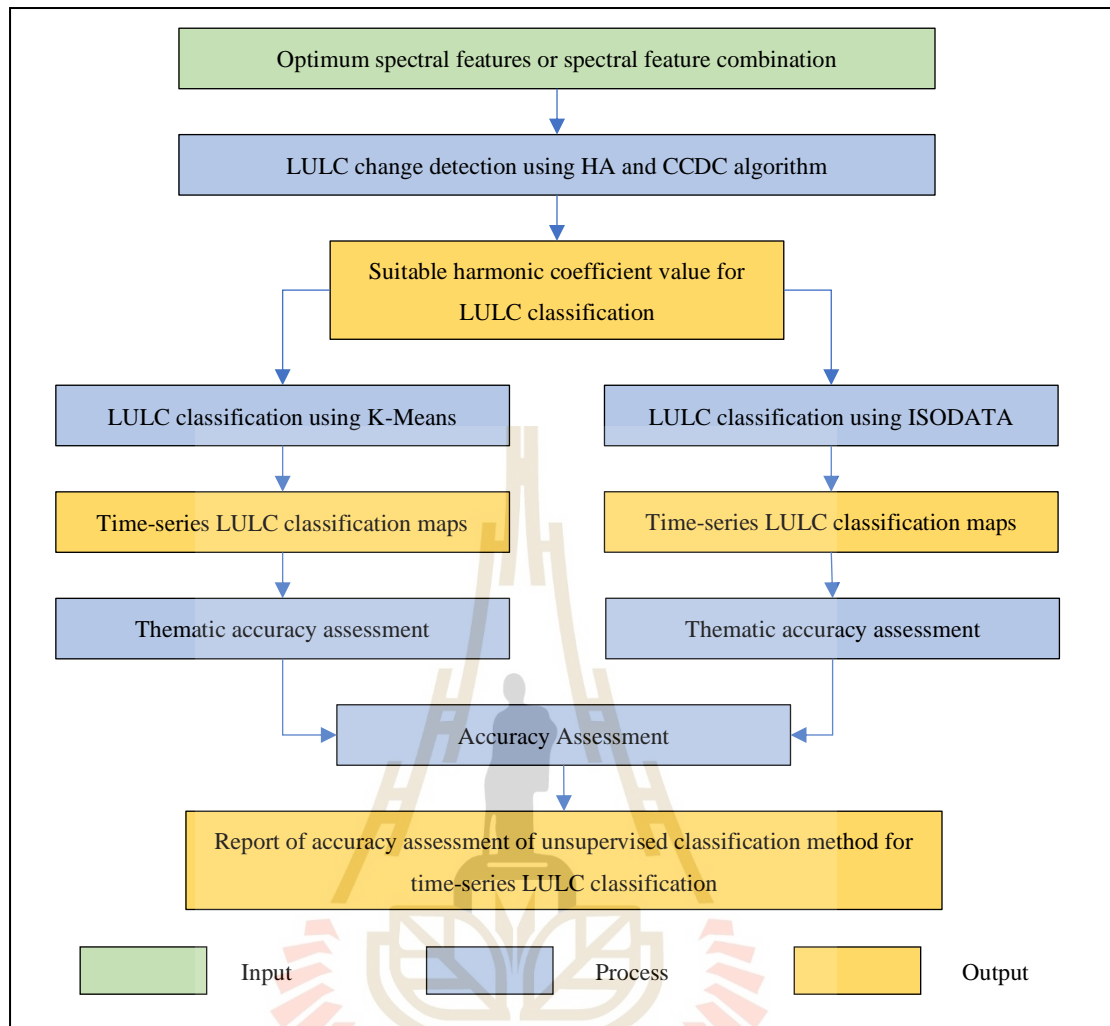 Optimum spectral features or spectral feature combination
LULC change detection using HA and CCDC algorithm
Suitable harmonic coefficient value for
LULC classification
LULC classification using K-Means
LULC classification using ISODATA
Time-series LULC classification maps
Time-series LULC classification maps
Thematic accuracy assessment
Thematic accuracy assessment
Accuracy Assessment
Report of accuracy assessment of unsupervised classification method for
time-series LULC classification
Input
Process
Output